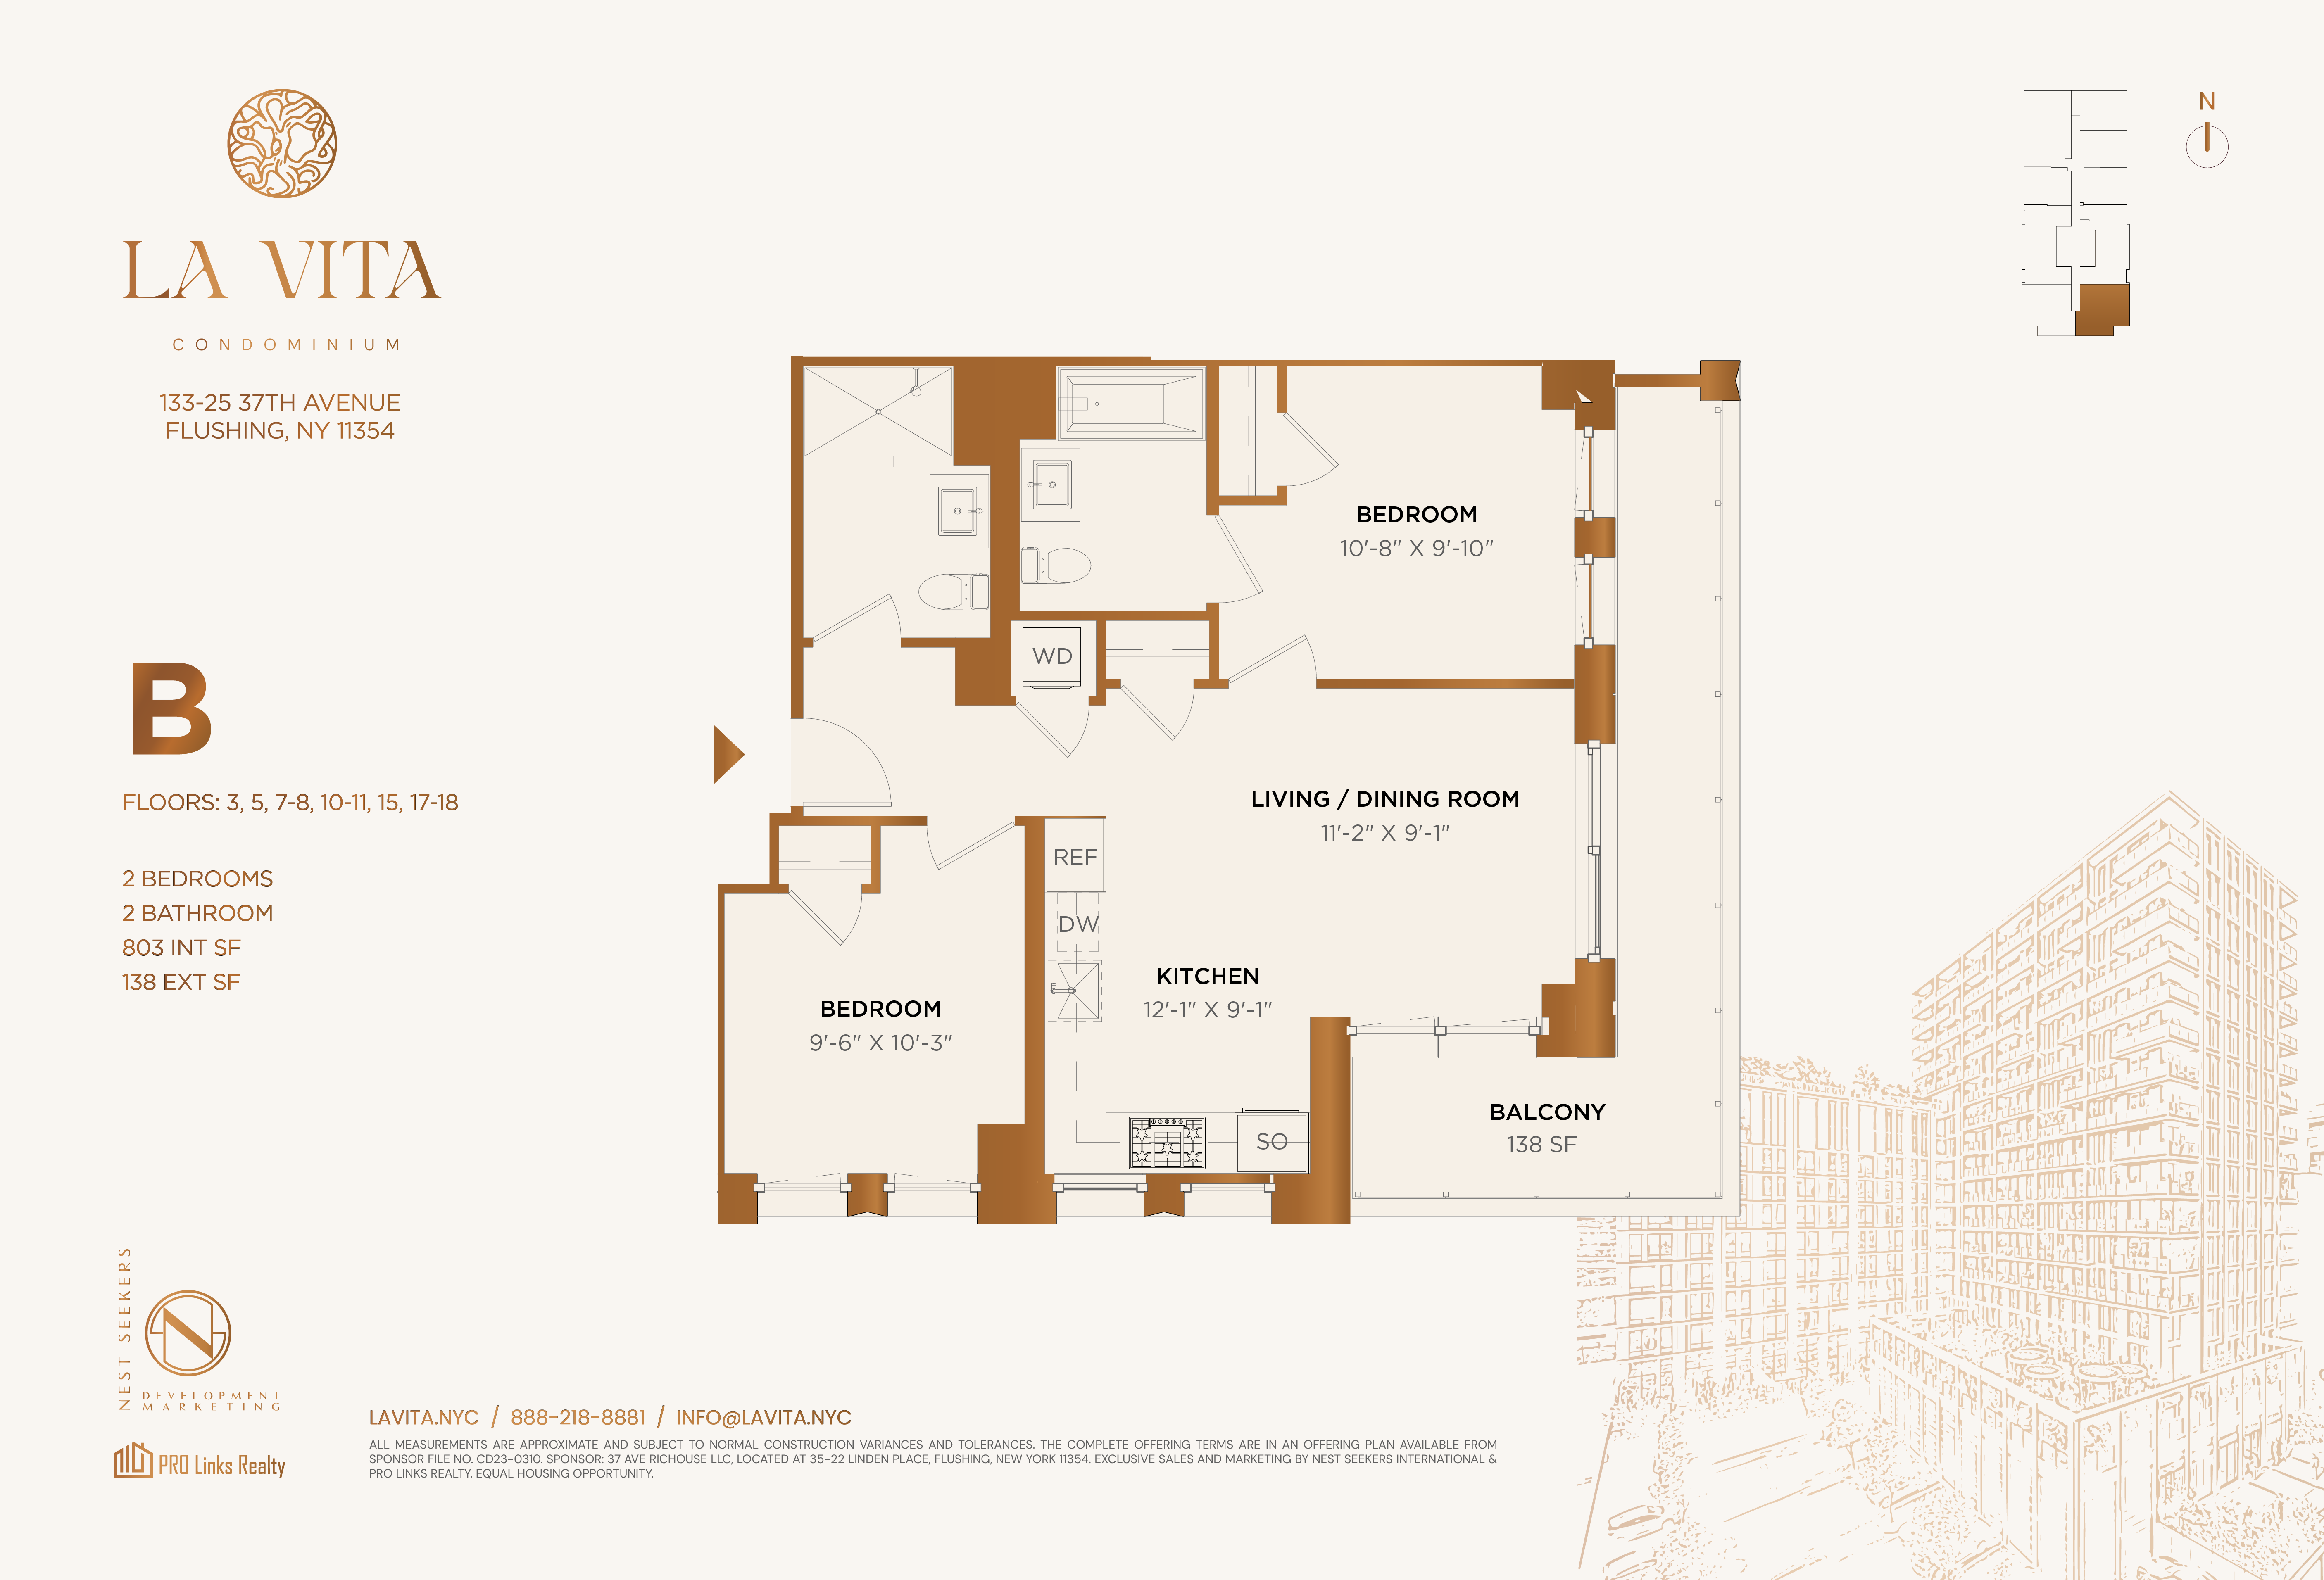 LA VITA
CONDOMINIUM
133-25 37TH AVENUE
FLUSHING, NY 11354
N
B
FLOORS: 3, 5, 7-8, 10-11, 15, 17-18
2 BEDROOMS
2 BATHROOM
803 INT SF
138 EXT SF
BEDROOM
10'-8" X 9'-10"
WD
LIVING / DINING ROOM
11'-2" X 9'-1"
REF
DW
KITCHEN
12'-1" X 9'-1"
BEDROOM
9'-6" X 10'-3"
BALCONY
138 SF
SO
NEST SEEKERS
N
DEVELOPMENT
MARKETING
PRO Links Realty
LAVITA.NYC / 888-218-8881 / INFO@LAVITA.NYC
ALL MEASUREMENTS ARE APPROXIMATE AND SUBJECT TO NORMAL CONSTRUCTION VARIANCES AND TOLERANCES. THE COMPLETE OFFERING TERMS ARE IN AN OFFERING PLAN AVAILABLE FROM
SPONSOR FILE NO. CD23-0310. SPONSOR: 37 AVE RICHOUSE LLC, LOCATED AT 35-22 LINDEN PLACE, FLUSHING, NEW YORK 11354. EXCLUSIVE SALES AND MARKETING BY NEST SEEKERS INTERNATIONAL &
PRO LINKS REALTY. EQUAL HOUSING OPPORTUNITY.